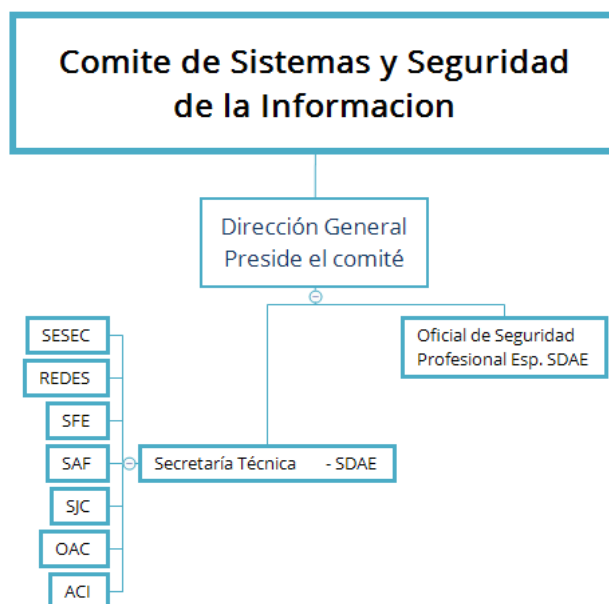 Comite de Sistemas y Seguridad
de la Informacion
Dirección General
Preside el comité
Oficial de Seguridad
Profesional Esp. SDAE
Secretaría Técnica - SDAE
SESEC
REDES
SFE
SAF
SJC
OAC
ACI